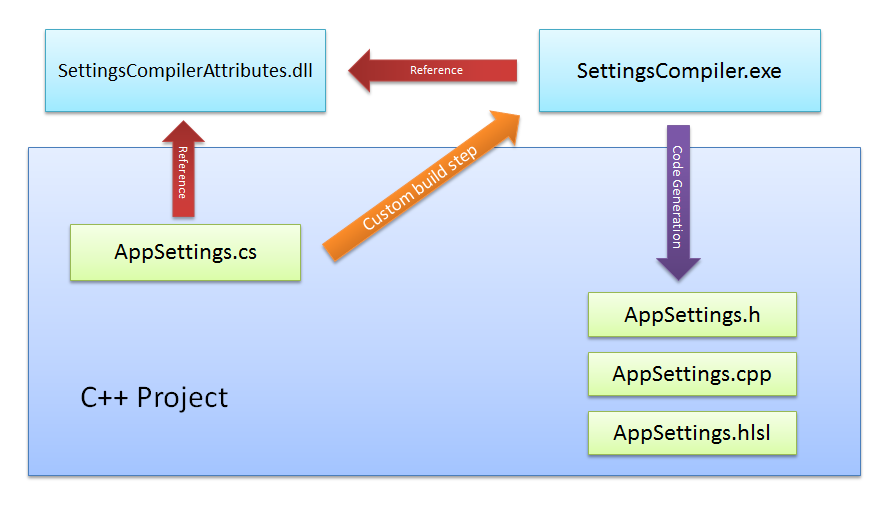 SettingsCompilerAttributes.dll
Reference
SettingsCompiler.exe
Reference
Custom build step
Code Generation
AppSettings.cs
AppSettings.h
AppSettings.cpp
C++ Project
AppSettings.hlsl